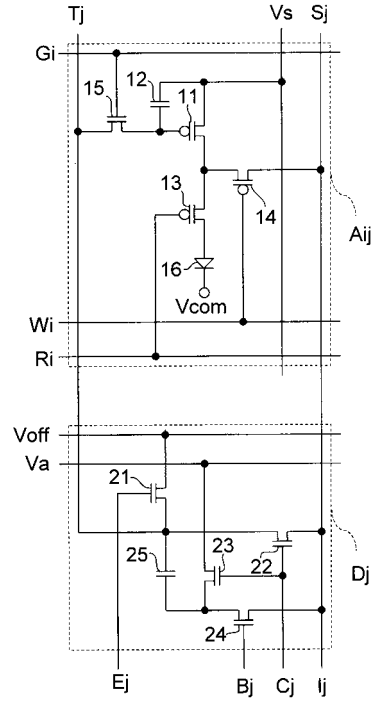 Tj Vs Sj
Gi
15 12 11
13
14
Aij
16
Vcom
Wi
Ri
Voff
Va
21
25 23 22
Dj
24
Ej Bj Cj Ij